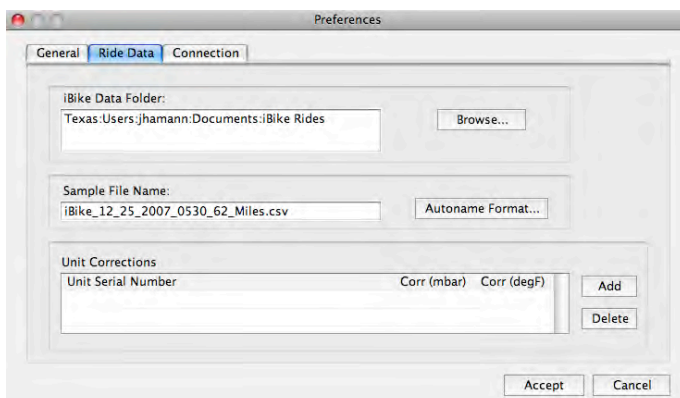 Preferences
General Ride Data Connection
iBike Data Folder:
Texas:Users:jhamann:Documents:iBike Rides
Browse...
Sample File Name:
iBike_12_25_2007_0530_62_Miles.csv
Autoname Format...
Unit Corrections
Unit Serial Number Corr (mbar) Corr (degF)
Add
Delete
Accept Cancel